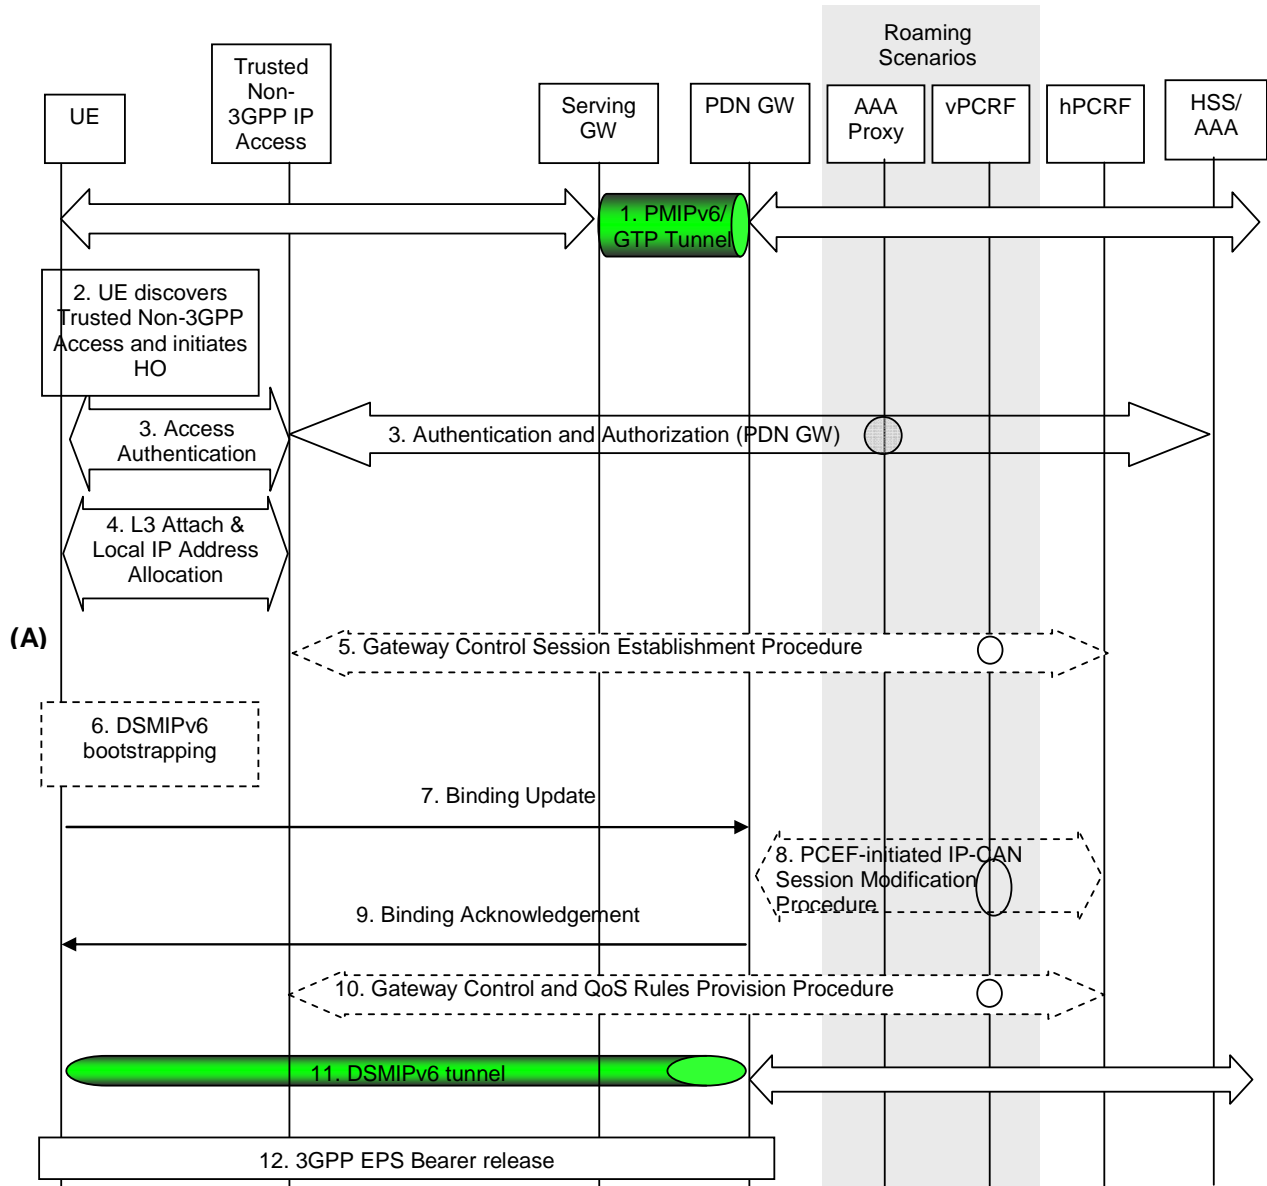 Roaming
Scenarios
UE
Trusted
Non-
3GPP IP
Access
Serving
GW
PDN GW
AAA
Proxy
vPCRF
hPCRF
HSS/
AAA
1. PMIPv6/
GTP Tunnel
2. UE discovers
Trusted Non-3GPP
Access and initiates
HO
3. Access
Authentication
3. Authentication and Authorization (PDN GW)
4. L3 Attach &
Local IP Address
Allocation
(A)
5. Gateway Control Session Establishment Procedure
6. DSMIPv6
bootstrapping
7. Binding Update
8. PCEF-initiated IP-CAN
Session Modification
Procedure
9. Binding Acknowledgement
10. Gateway Control and QoS Rules Provision Procedure
11. DSMIPv6 tunnel
12. 3GPP EPS Bearer release